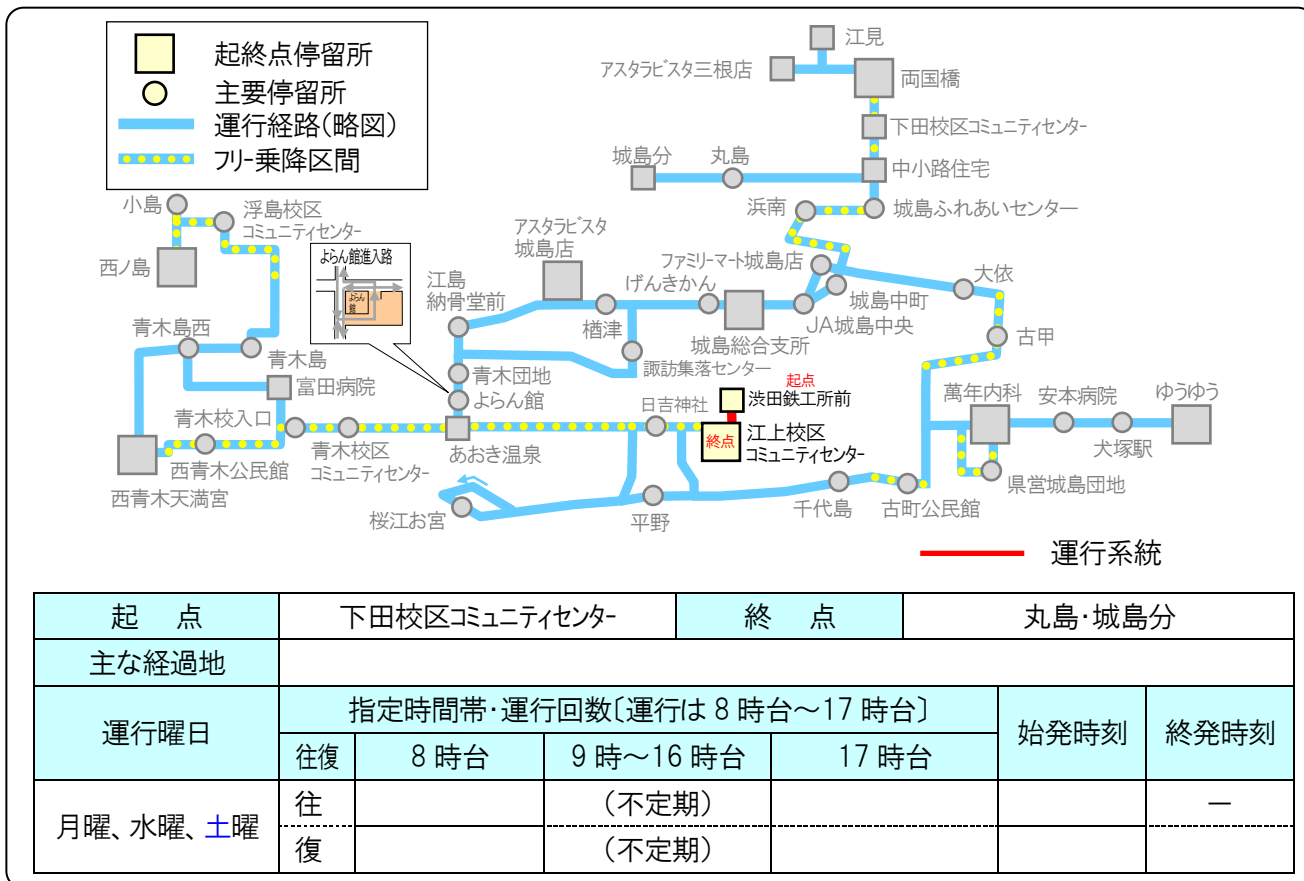 起終点停留所
主要停留所
運行経路(略図)
フリー乗降区間
江見
アスタラビスタ三根店
両国橋
下田校区コミュニティセンター
城島分
丸島
中小路住宅
浜南
城島ふれあいセンター
小島
浮島校区
コミュニティセンター
西ノ島
よらん館進入路
よらん
館
アスタラビスタ
城島店
江島
納骨堂前
ファミリーマート城島店
げんきかん
大依
城島中町
楢津
JA城島中央
城島総合支所
古甲
青木島西
青木島
諏訪集落センター
富田病院
青木団地
よらん館
起点
渋田鉄工所前
日吉神社
終点
江上校区
コミュニティセンター
萬年内科
安本病院
ゆうゆう
犬塚駅
青木校入口
青木校区
コミュニティセンター
あおき温泉
西青木公民館
西青木天満宮
県営城島団地
千代島
古町公民館
桜江お宮
平野
運行系統
起 点 下田校区コミュニティセンター 終 点 丸島・城島分
主な経過地
運行曜日 指定時間帯・運行回数〔運行は8時台～17時台〕 始発時刻 終発時刻
往復 8時台 9時～16時台 17時台
月曜、水曜、土曜 往 (不定期) －
復 (不定期)